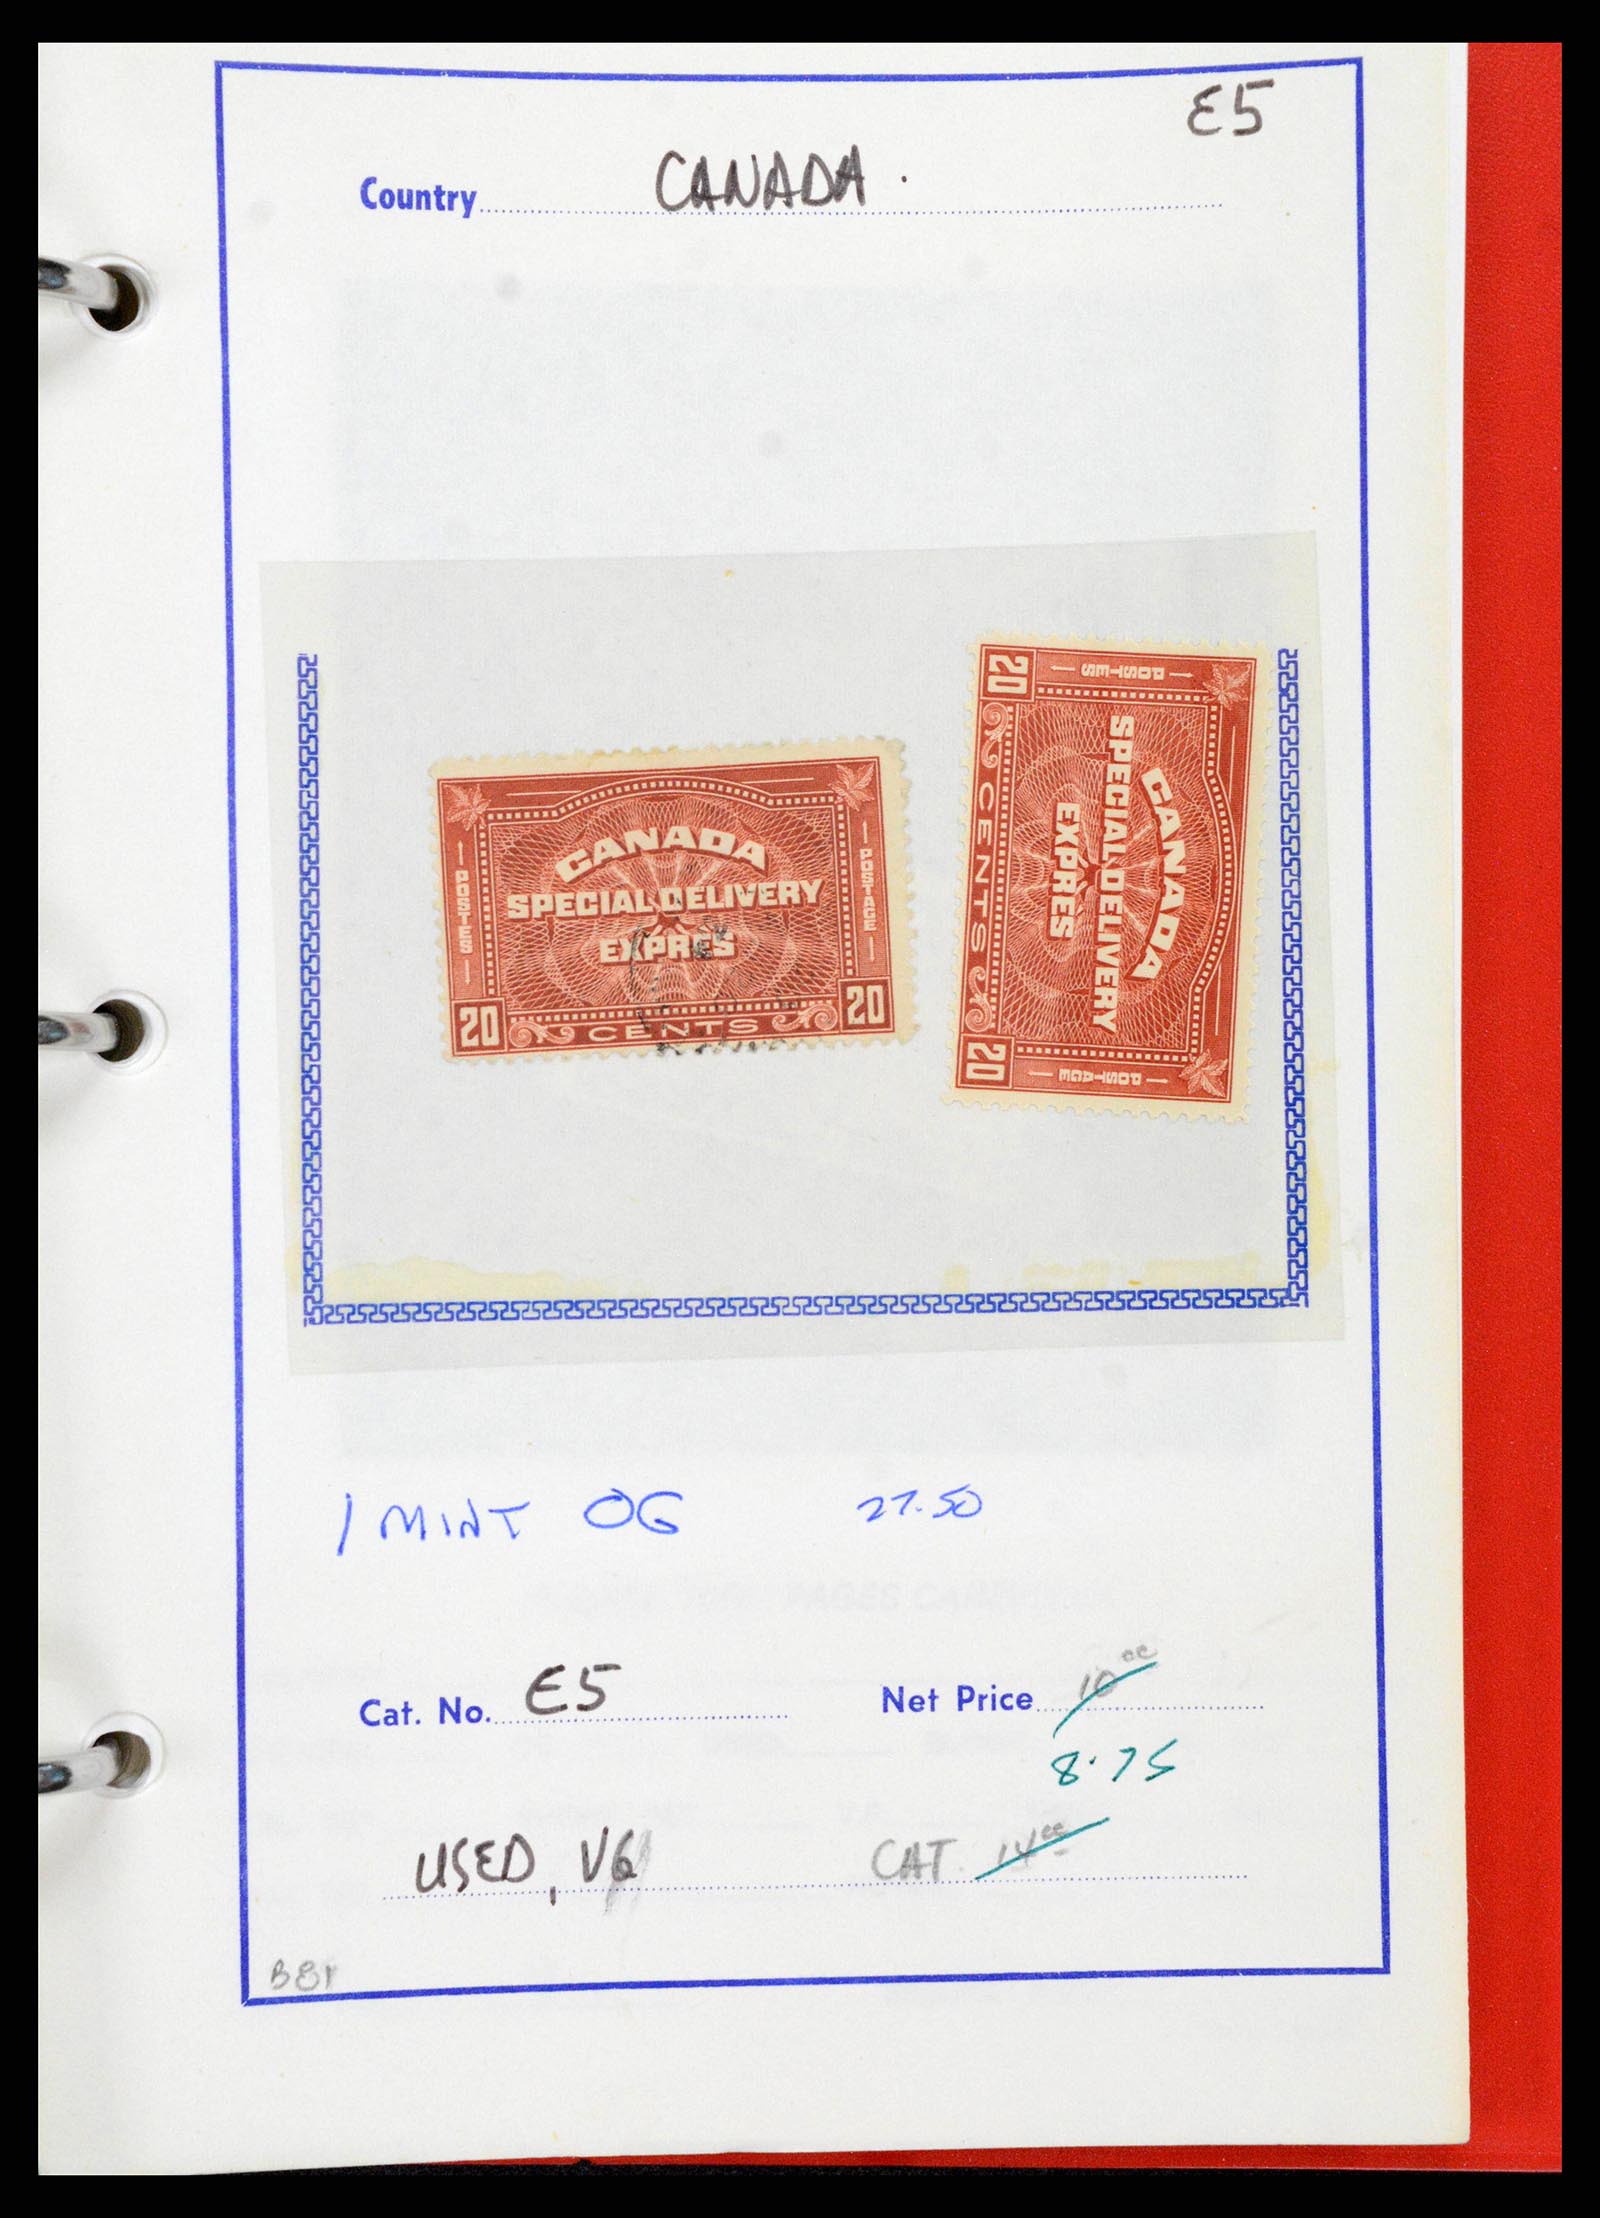 E5
Country CANADA.
POSTES
CANADA
SPECIAL DELIVERY
EXPRES
POSTAGE
20 CENTS 20
POSTES
CANADA
SPECIAL DELIVERY
EXPRES
POSTAGE
20 CENTS 20
1 MINT OG 27.50
Cat. No. E5 Net Price 10.00
8.75
USED, VG CAT. 14.00
B81